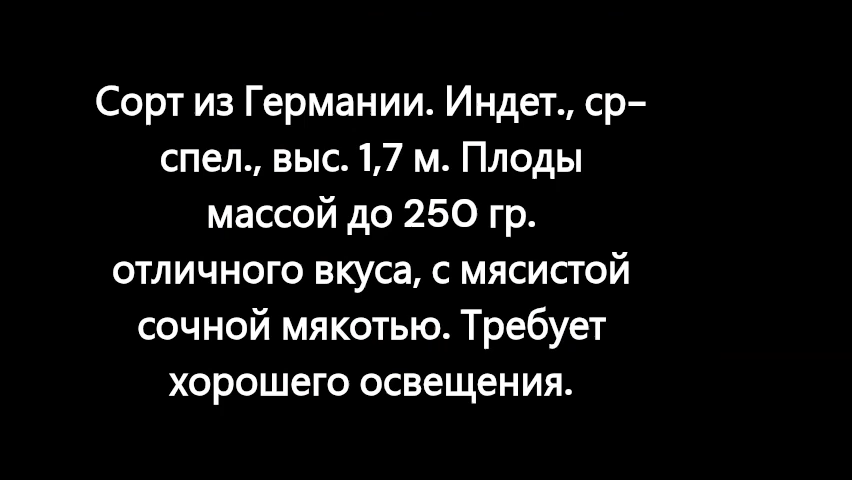 Сорт из Германии. Индет., ср-
спел., выс. 1,7 м. Плоды
массой до 250 гр.
отличного вкуса, с мясистой
сочной мякотью. Требует
хорошего освещения.